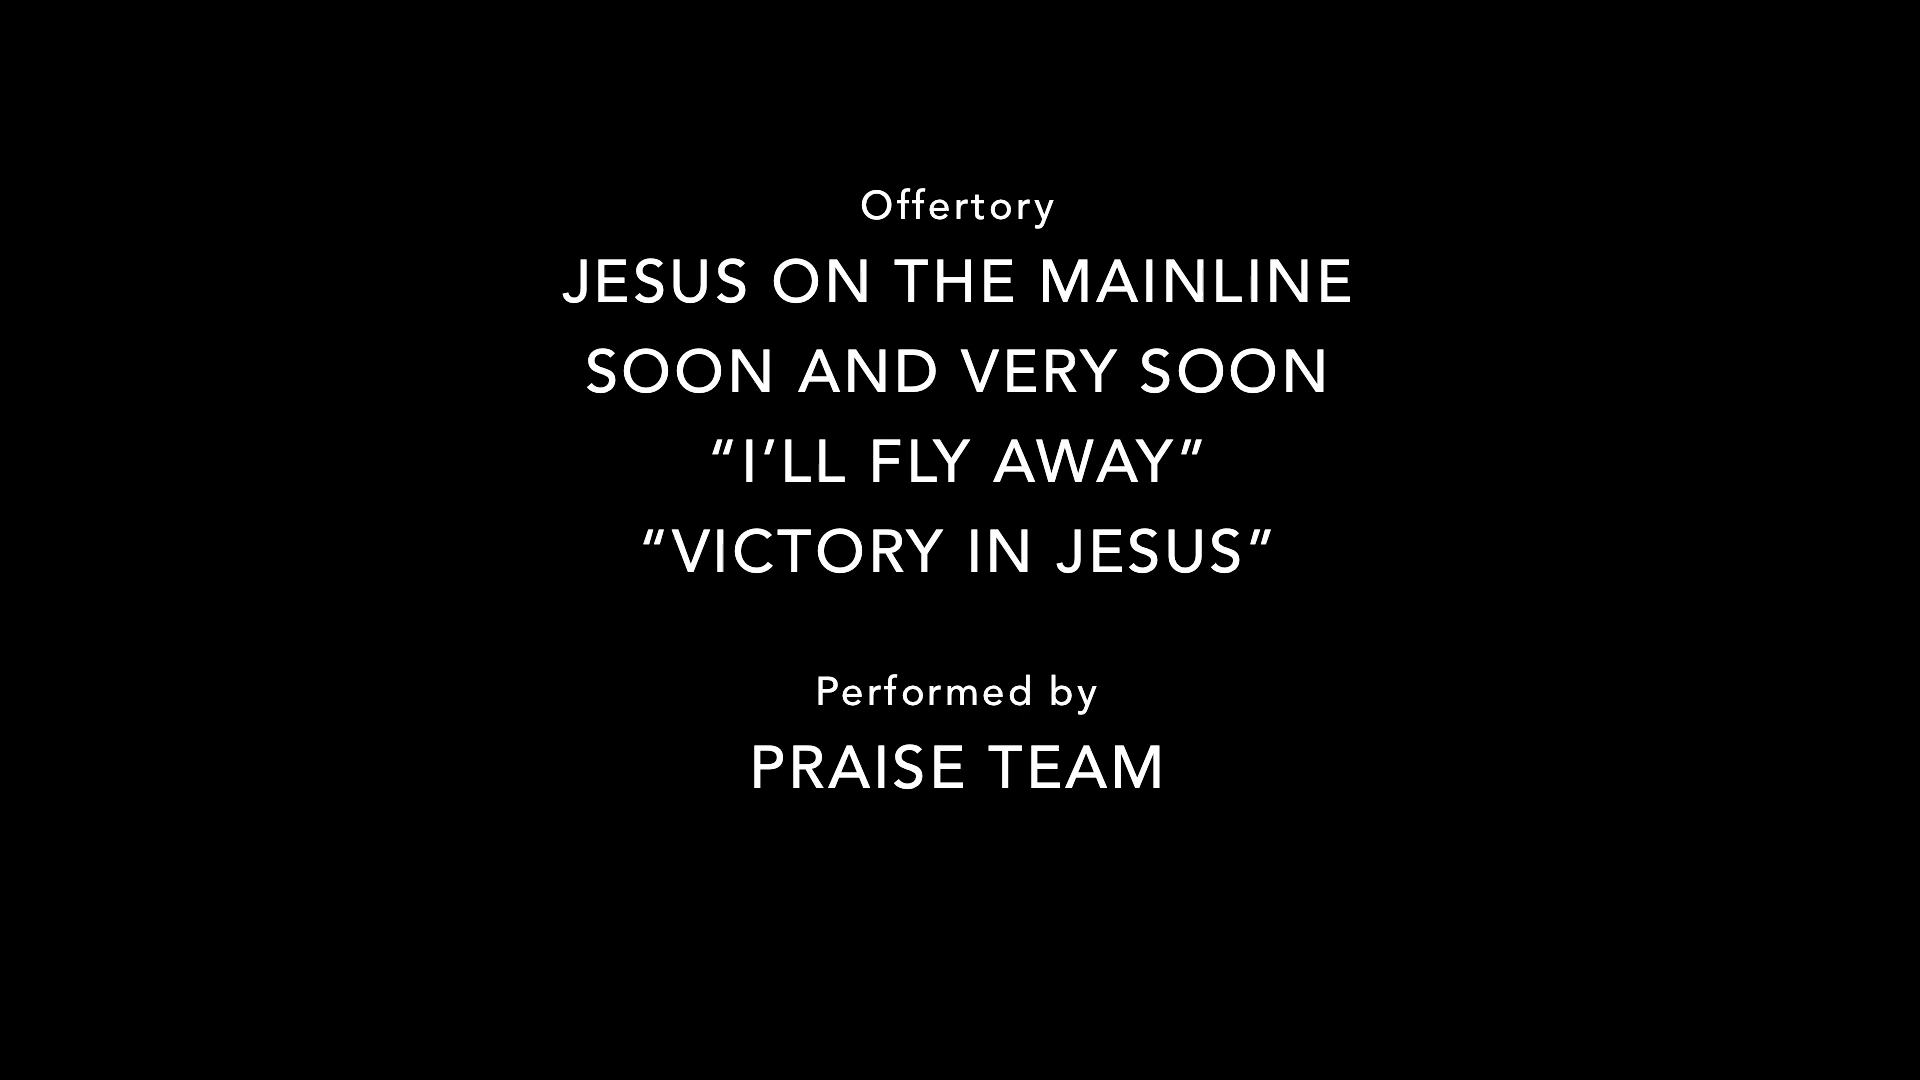 Offertory
JESUS ON THE MAINLINE
SOON AND VERY SOON
“I’LL FLY AWAY”
“VICTORY IN JESUS”
Performed by
PRAISE TEAM